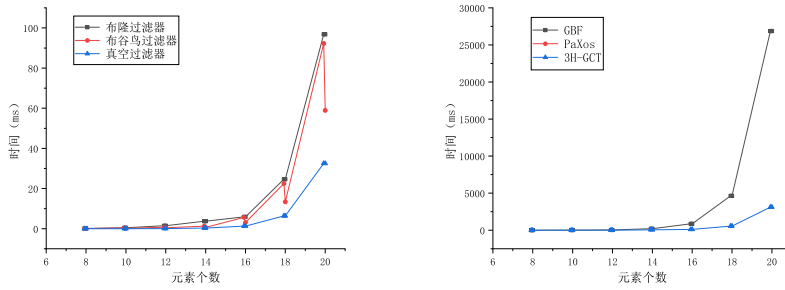 布隆过滤器
布谷鸟过滤器
真空过滤器
时间（ms）
100
80
60
40
20
0
6 8 10 12 14 16 18 20
元素个数
GBF
PaXos
3H-GCT
时间（ms）
30000
25000
20000
15000
10000
5000
0
6 8 10 12 14 16 18 20
元素个数